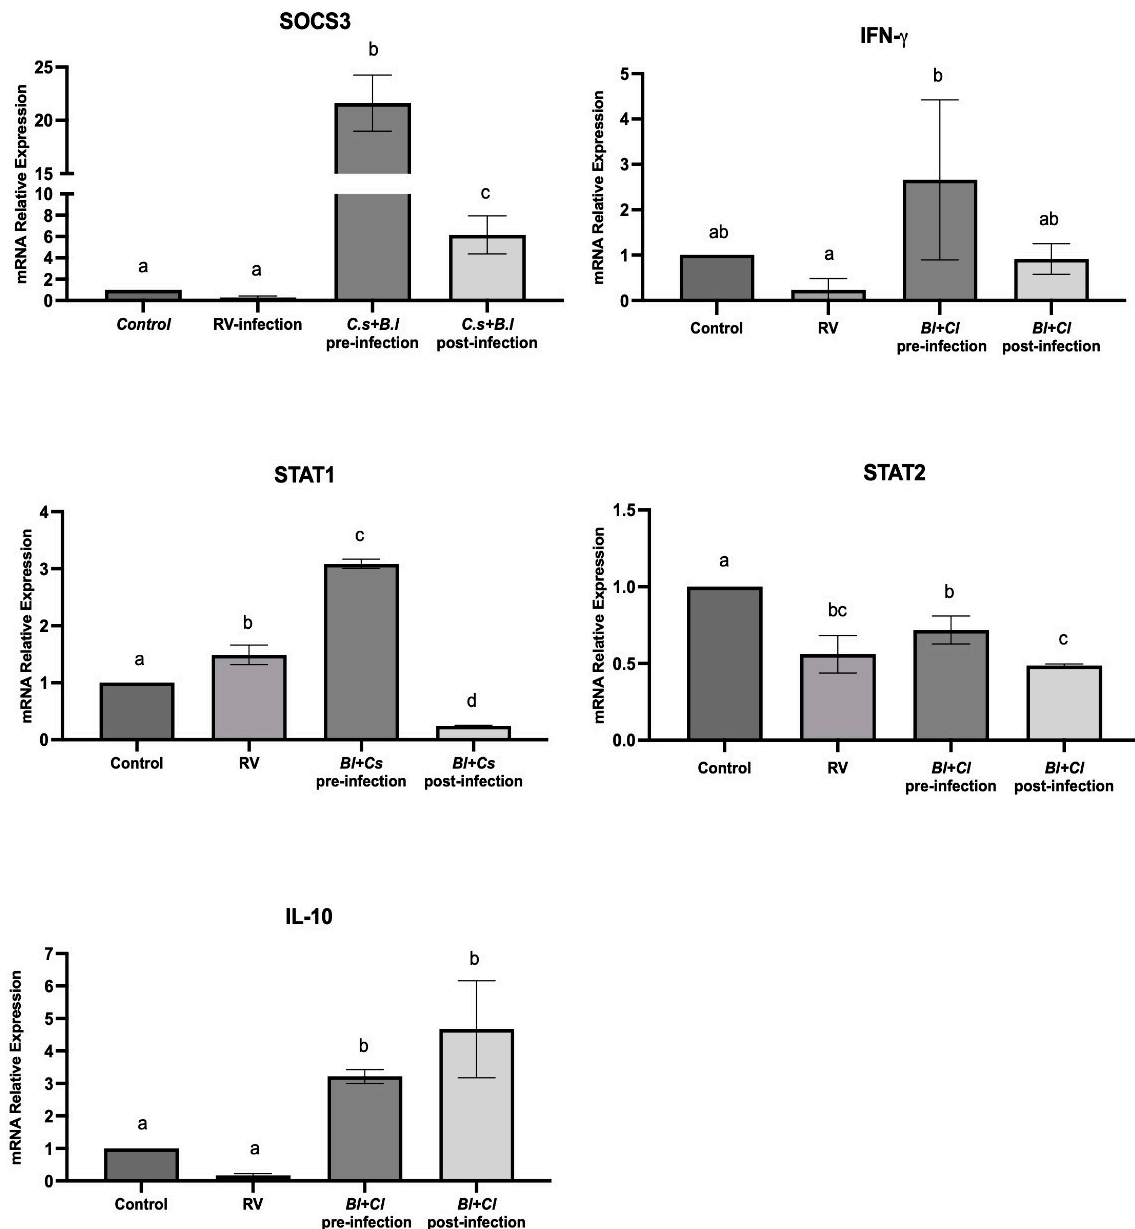 SOCS3
mRNA Relative Expression
25
20
15
10
8
6
4
2
0
a
a
b
c
Control
RV-infection
C.s+B.l
pre-infection
C.s+B.l
post-infection
IFN-γ
mRNA Relative Expression
5
4
3
2
1
0
ab
a
b
ab
Control
RV
Bl+Cl
pre-infection
Bl+Cl
post-infection
STAT1
mRNA Relative Expression
4
3
2
1
0
a
b
c
d
Control
RV
Bl+Cs
pre-infection
Bl+Cs
post-infection
STAT2
mRNA Relative Expression
1.5
1.0
0.5
0.0
a
bc
b
c
Control
RV
Bl+Cl
pre-infection
Bl+Cl
post-infection
IL-10
mRNA Relative Expression
7
6
5
4
3
2
1
0
a
a
b
b
Control
RV
Bl+Cl
pre-infection
Bl+Cl
post-infection